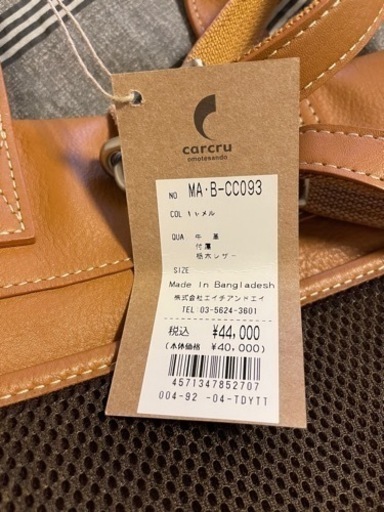 carcru
omotesando
NO MA・B-CC093
COL キャメル
QUA 牛 革
付属
栃木レザー
SIZE
Made In Bangladesh
株式会社エイチアンドエイ
TEL:03-5624-3601
税込 ¥44,000
(本体価格 ¥40,000)
4571347852707
004-92 -04-TDYT1